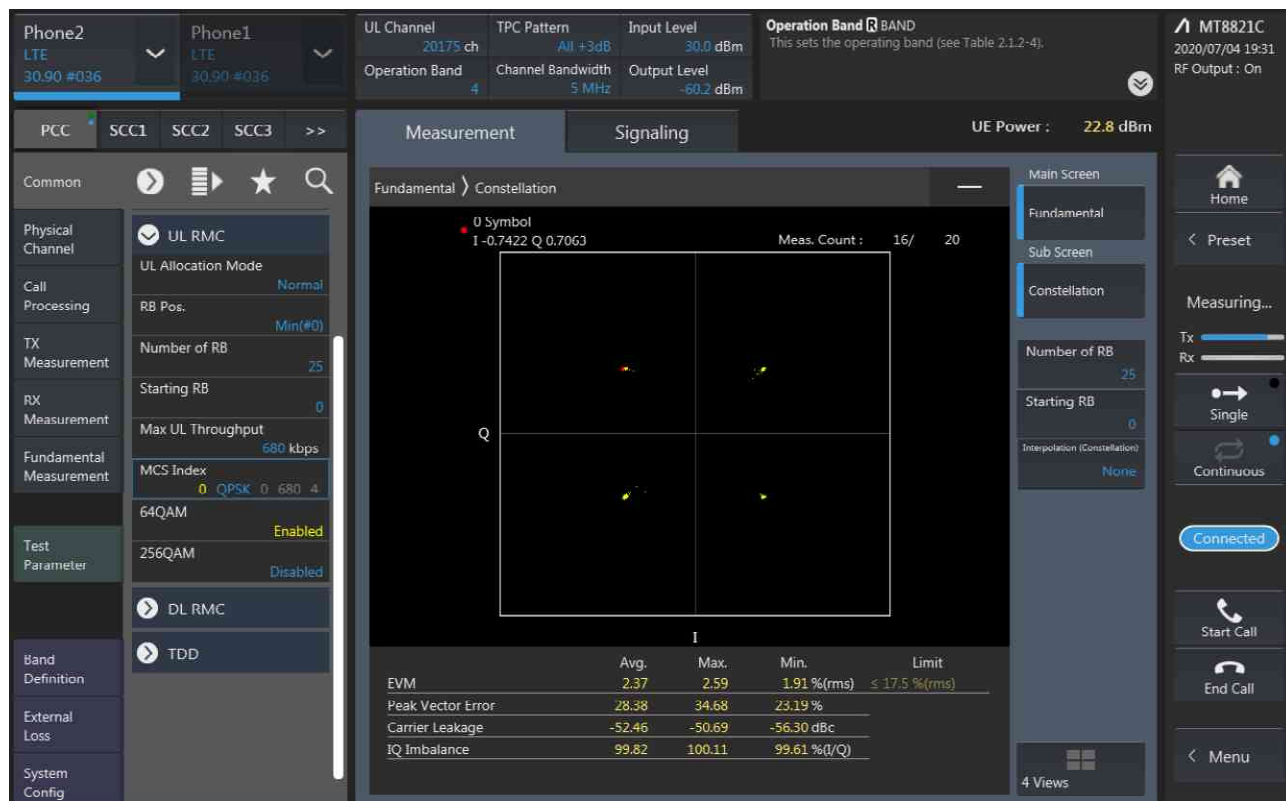 Phone2
LTE
30.90 #036
Phone1
LTE
30.90 #036
UL Channel
20175 ch
TPC Pattern
All +3dB
Input Level
30.0 dBm
Operation Band
4
Channel Bandwidth
5 MHz
Output Level
-60.2 dBm
Operation Band R BAND
This sets the operating band (see Table 2.1.2-4).
MT8821C
2020/07/04 19:31
RF Output : On
PCC
SCC1
SCC2
SCC3
>>
Measurement
Signaling
UE Power :
22.8 dBm
Common
Physical
Channel
Call
Processing
TX
Measurement
RX
Measurement
Fundamental
Measurement
Test
Parameter
Band
Definition
External
Loss
System
Config
UL RMC
UL Allocation Mode
Normal
RB Pos.
Min(#0)
Number of RB
25
Starting RB
0
Max UL Throughput
680 kbps
MCS Index
0 QPSK 0 680 4
64QAM
Enabled
256QAM
Disabled
DL RMC
TDD
Fundamental 〉 Constellation
0 Symbol
I -0.7422 Q 0.7063
Meas. Count : 16/ 20
Q
I
Avg. Max. Min. Limit
EVM 2.37 2.59 1.91 %(rms) ≤ 17.5 %(rms)
Peak Vector Error 28.38 34.68 23.19 %
Carrier Leakage -52.46 -50.69 -56.30 dBc
IQ Imbalance 99.82 100.11 99.61 %(I/Q)
Main Screen
Fundamental
Sub Screen
Constellation
Number of RB
25
Starting RB
0
Interpolation (Constellation)
None
4 Views
Home
< Preset
Measuring...
Tx
Rx
Single
Continuous
Connected
Start Call
End Call
< Menu